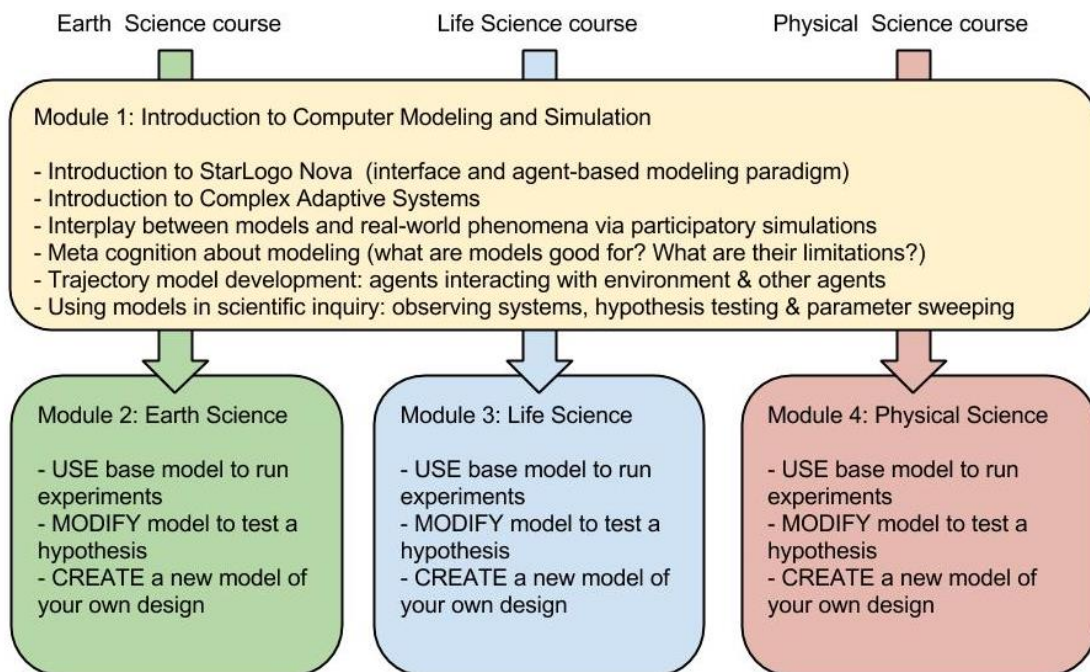 Earth Science course
Life Science course
Physical Science course
Module 1: Introduction to Computer Modeling and Simulation
- Introduction to StarLogo Nova (interface and agent-based modeling paradigm)
- Introduction to Complex Adaptive Systems
- Interplay between models and real-world phenomena via participatory simulations
- Meta cognition about modeling (what are models good for? What are their limitations?)
- Trajectory model development: agents interacting with environment & other agents
- Using models in scientific inquiry: observing systems, hypothesis testing & parameter sweeping
Module 2: Earth Science
- USE base model to run
experiments
- MODIFY model to test a
hypothesis
- CREATE a new model of
your own design
Module 3: Life Science
- USE base model to run
experiments
- MODIFY model to test a
hypothesis
- CREATE a new model of
your own design
Module 4: Physical Science
- USE base model to run
experiments
- MODIFY model to test a
hypothesis
- CREATE a new model of
your own design